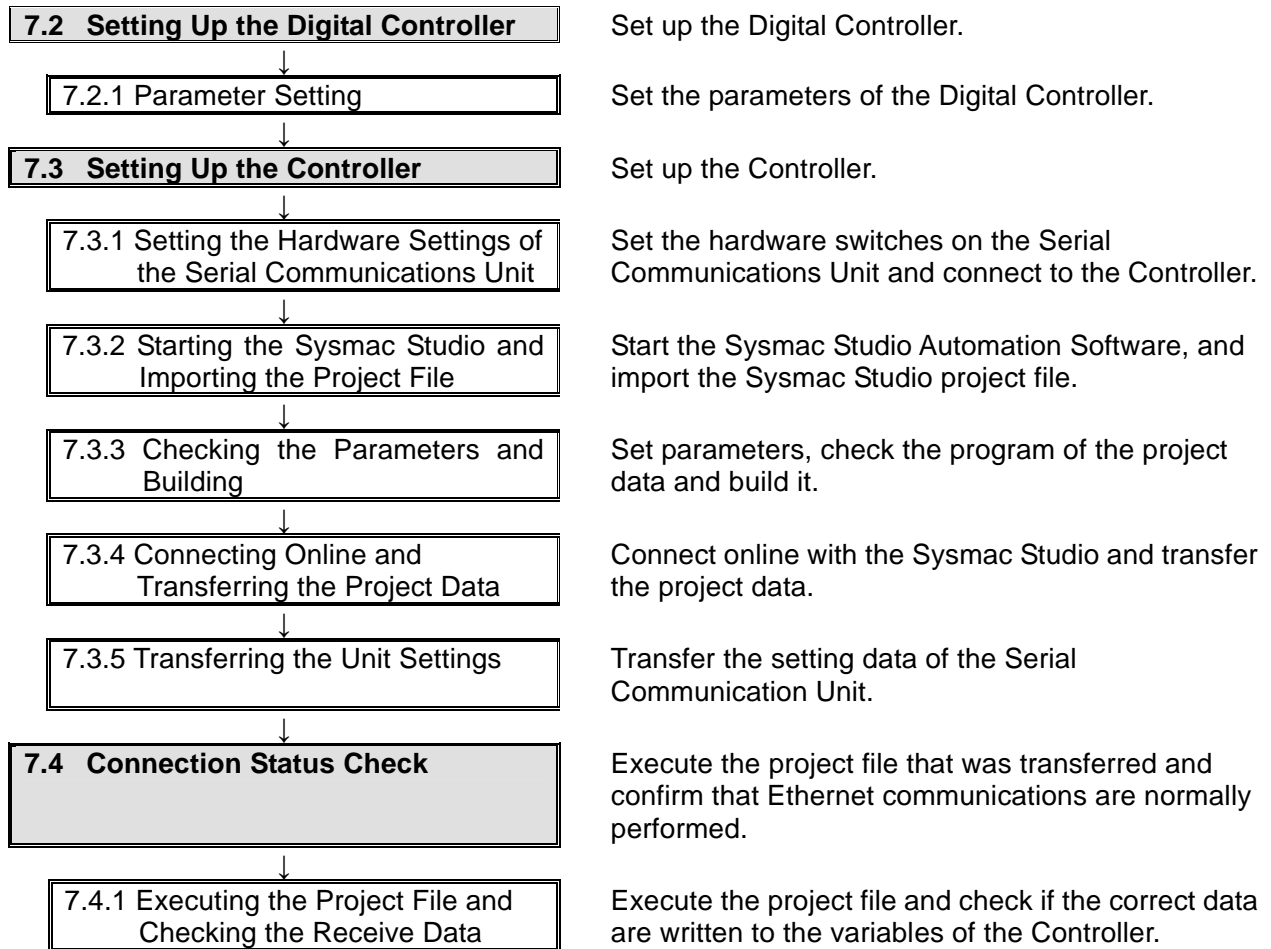 7.2 Setting Up the Digital Controller Set up the Digital Controller.
↓
7.2.1 Parameter Setting Set the parameters of the Digital Controller.
↓
7.3 Setting Up the Controller Set up the Controller.
↓
7.3.1 Setting the Hardware Settings of
the Serial Communications Unit
Set the hardware switches on the Serial
Communications Unit and connect to the Controller.
↓
7.3.2 Starting the Sysmac Studio and
Importing the Project File
Start the Sysmac Studio Automation Software, and
import the Sysmac Studio project file.
↓
7.3.3 Checking the Parameters and
Building
Set parameters, check the program of the project
data and build it.
↓
7.3.4 Connecting Online and
Transferring the Project Data
Connect online with the Sysmac Studio and transfer
the project data.
↓
7.3.5 Transferring the Unit Settings
Transfer the setting data of the Serial
Communication Unit.
↓
7.4 Connection Status Check
Execute the project file that was transferred and
confirm that Ethernet communications are normally
performed.
↓
7.4.1 Executing the Project File and
Checking the Receive Data
Execute the project file and check if the correct data
are written to the variables of the Controller.